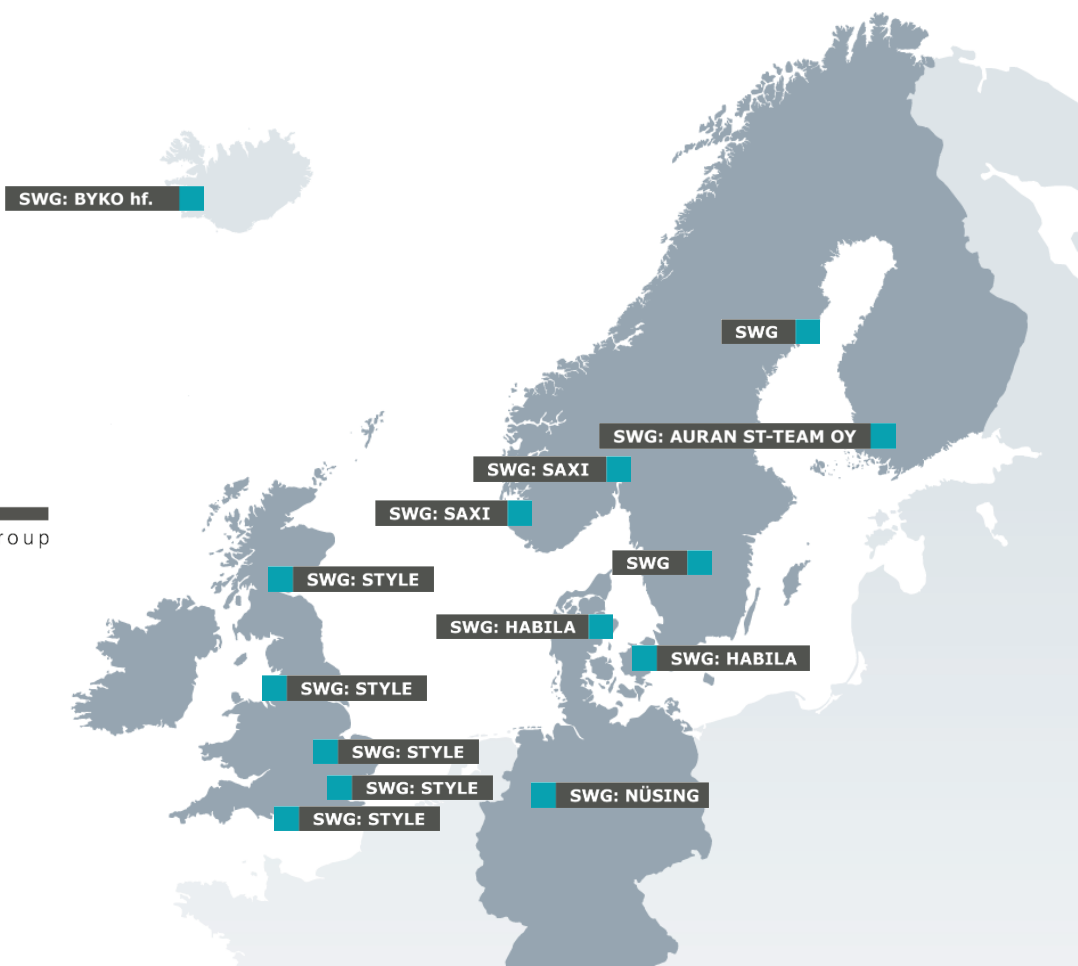 SWG: BYKO hf.
SWG
SWG: AURAN ST-TEAM OY
SWG: SAXI
SWG: SAXI
roup
SWG
SWG: STYLE
SWG: HABILA
SWG: HABILA
SWG: STYLE
SWG: STYLE
SWG: STYLE
SWG: NÜSING
SWG: STYLE